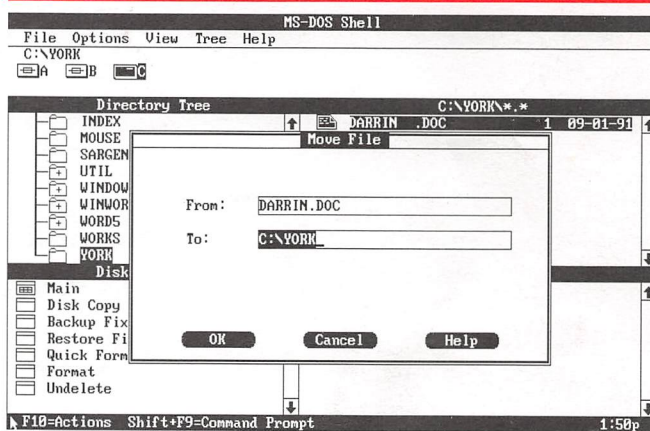 MS-DOS Shell
File Options View Tree Help
C:\YORK
A B C
Directory Tree
C:\YORK\*.*
INDEX
MOUSE
SARGEN
UTIL
WINDOW
WINWOR
WORD5
WORKS
YORK
DARRIN .DOC 1 09-01-91
Move File
From: DARRIN.DOC
To: C:\YORK_
OK Cancel Help
Disk
Main
Disk Copy
Backup Fix
Restore Fi
Quick Form
Format
Undelete
F10=Actions Shift+F9=Command Prompt 1:50p